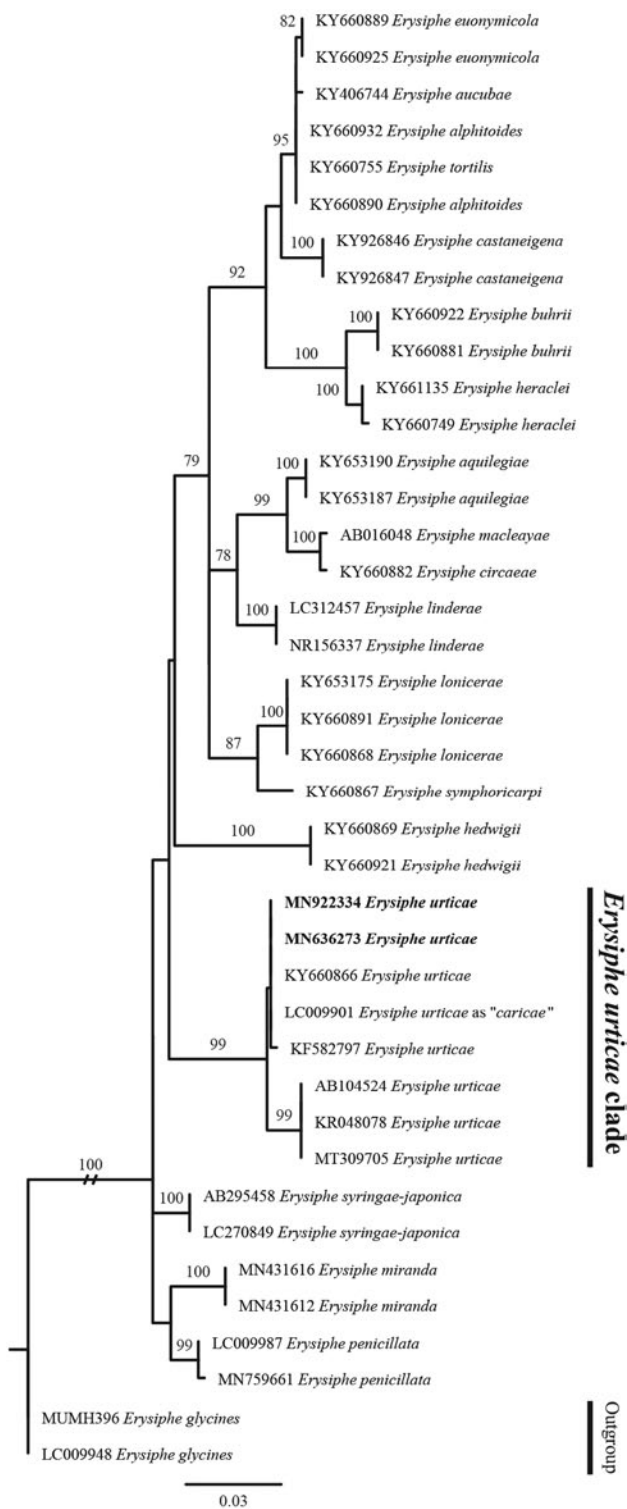 82
KY660889 Erysiphe euonymicola
KY660925 Erysiphe euonymicola
KY406744 Erysiphe aucubae
95
KY660932 Erysiphe alphitoides
KY660755 Erysiphe tortilis
KY660890 Erysiphe alphitoides
100
KY926846 Erysiphe castaneigena
92
KY926847 Erysiphe castaneigena
100
KY660922 Erysiphe buhrii
100
KY660881 Erysiphe buhrii
100
KY661135 Erysiphe heraclei
KY660749 Erysiphe heraclei
79
100
KY653190 Erysiphe aquilegiae
99
KY653187 Erysiphe aquilegiae
100
AB016048 Erysiphe macleayae
78
KY660882 Erysiphe circaeae
100
LC312457 Erysiphe linderae
NR156337 Erysiphe linderae
KY653175 Erysiphe lonicerae
100
KY660891 Erysiphe lonicerae
87
KY660868 Erysiphe lonicerae
KY660867 Erysiphe symphoricarpi
100
KY660869 Erysiphe hedwigii
KY660921 Erysiphe hedwigii
MN922334 Erysiphe urticae
MN636273 Erysiphe urticae
KY660866 Erysiphe urticae
LC009901 Erysiphe urticae as "caricae"
99
KF582797 Erysiphe urticae
AB104524 Erysiphe urticae
99
KR048078 Erysiphe urticae
MT309705 Erysiphe urticae
Erysiphe urticae clade
100
100
AB295458 Erysiphe syringae-japonica
LC270849 Erysiphe syringae-japonica
100
MN431616 Erysiphe miranda
MN431612 Erysiphe miranda
99
LC009987 Erysiphe penicillata
MN759661 Erysiphe penicillata
MUMH396 Erysiphe glycines
LC009948 Erysiphe glycines
Outgroup
0.03